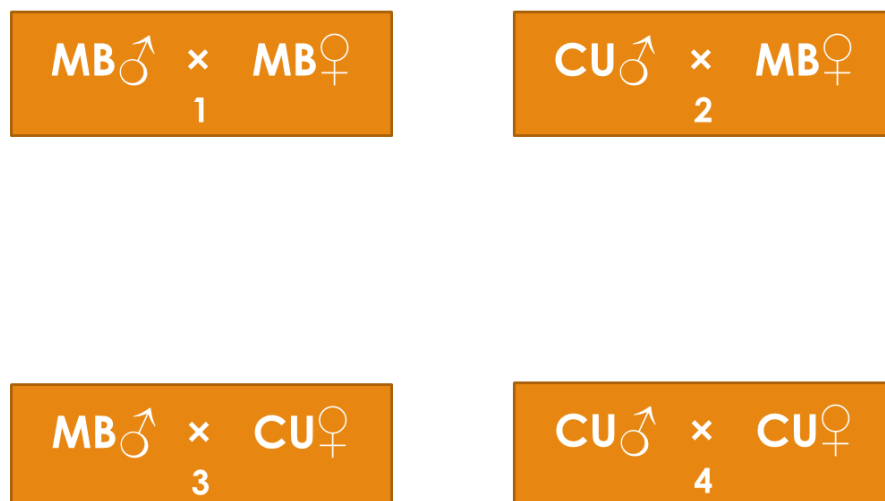 MB♂ × MB♀
1
CU♂ × MB♀
2
MB♂ × CU♀
3
CU♂ × CU♀
4